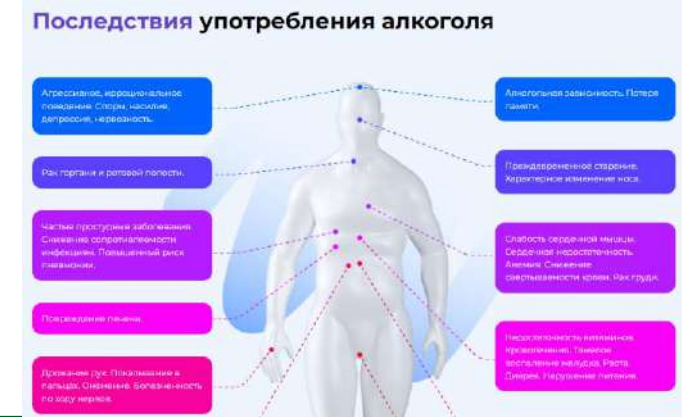 Последствия употребления алкоголя
Агрессивное, иррациональное
поведение. Споры, насилие,
депрессия, нервозность.
Рак гортани и ротовой полости.
Частые простудные заболевания.
Снижение сопротивляемости
инфекциям. Повышенный риск
пневмонии.
Повреждение печени.
Дрожание рук. Покалывание в
пальцах. Онемение. Болезненность
по ходу нервов.
Алкогольная зависимость. Потеря
памяти.
Преждевременное старение.
Характерное изменение носа.
Слабость сердечной мышцы.
Сердечная недостаточность.
Анемия. Снижение
свертываемости крови. Рак груди.
Недостаточность витаминов.
Кровотечение. Тяжелое
воспаление желудка. Рвота.
Диарея. Нарушение питания.